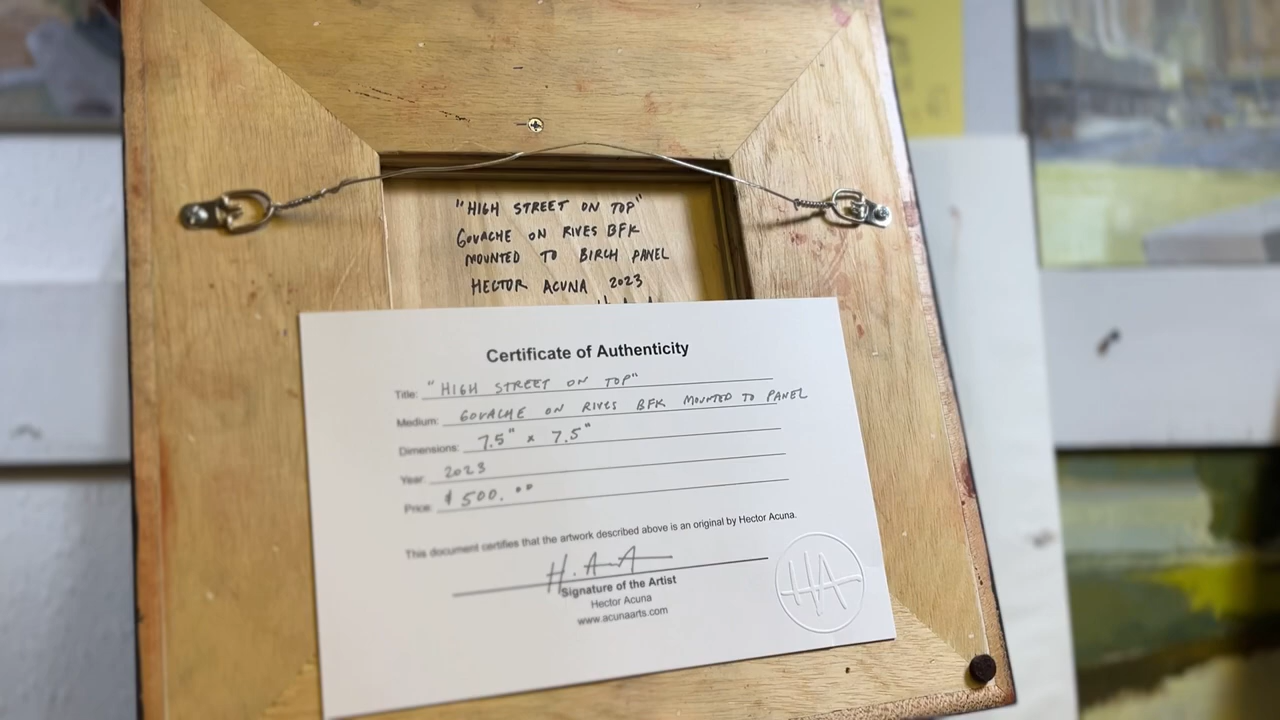 "HIGH STREET ON TOP"
GOUACHE ON RIVES BFK
MOUNTED TO BIRCH PANEL
HECTOR ACUNA 2023
Certificate of Authenticity
Title: "HIGH STREET ON TOP"
Medium: GOUACHE ON RIVES BFK MOUNTED TO PANEL
Dimensions: 7.5" x 7.5"
Year: 2023
Price: $500.00
This document certifies that the artwork described above is an original by Hector Acuna.
H. A
Signature of the Artist
Hector Acuna
www.acunaarts.com
HA